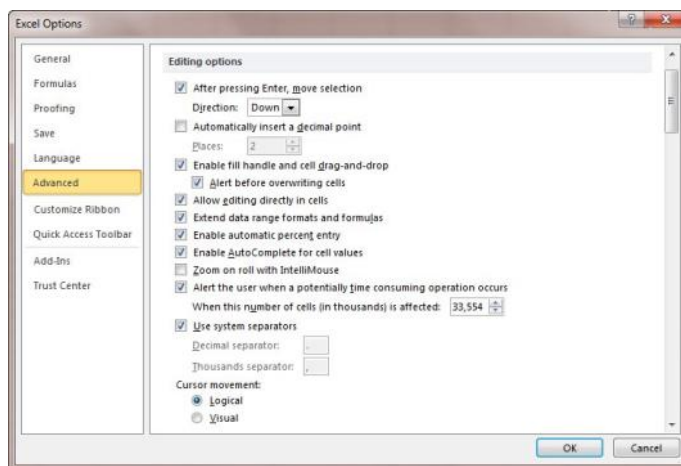 Excel Options
General
Formulas
Proofing
Save
Language
Advanced
Customize Ribbon
Quick Access Toolbar
Add-Ins
Trust Center
Editing options
After pressing Enter, move selection
Direction: Down
Automatically insert a decimal point
Places: 2
Enable fill handle and cell drag-and-drop
Alert before overwriting cells
Allow editing directly in cells
Extend data range formats and formulas
Enable automatic percent entry
Enable AutoComplete for cell values
Zoom on roll with IntelliMouse
Alert the user when a potentially time consuming operation occurs
When this number of cells (in thousands) is affected: 33,554
Use system separators
Decimal separator: .
Thousands separator: ,
Cursor movement:
Logical
Visual
OK Cancel